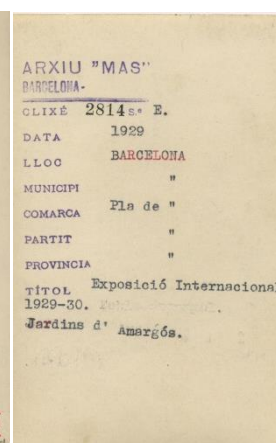 ARXIU "MAS"
BARCELONA-
CLIXÉ 2814 s.e E.
DATA 1929
LLOC BARCELONA
MUNICIPI "
COMARCA Pla de "
PARTIT "
PROVINCIA "
TÍTOL Exposició Internacional
1929-30.
Jardins d' Amargós.